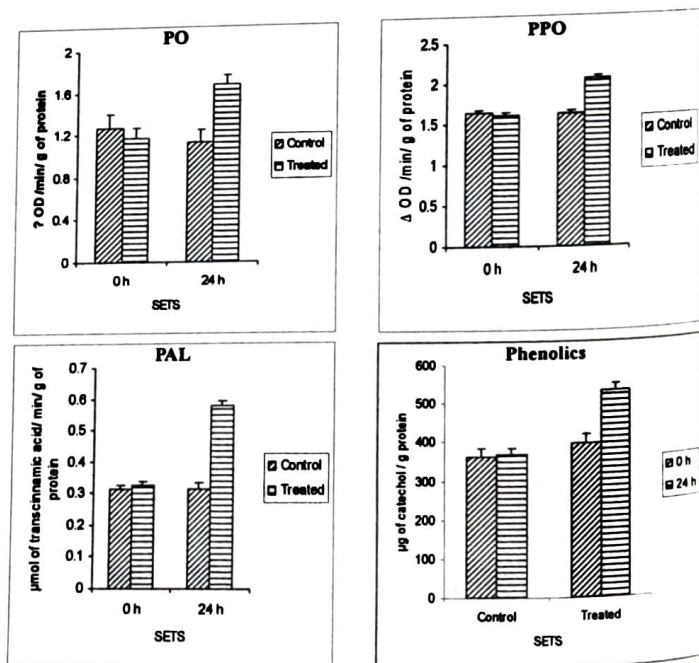 PO
? OD /min/ g of protein
2
1.6
1.2
0.8
0.4
0
0 h 24 h
SETS
Control
Treated
PPO
Δ OD /min/ g of protein
2.5
2
1.5
1
0.5
0
0 h 24 h
SETS
Control
Treated
PAL
µmol of transcinnamic acid/ min/ g of
protein
0.7
0.6
0.5
0.4
0.3
0.2
0.1
0
0 h 24 h
SETS
Control
Treated
Phenolics
µg of catechol / g protein
600
500
400
300
200
100
0
Control Treated
SETS
0 h
24 h